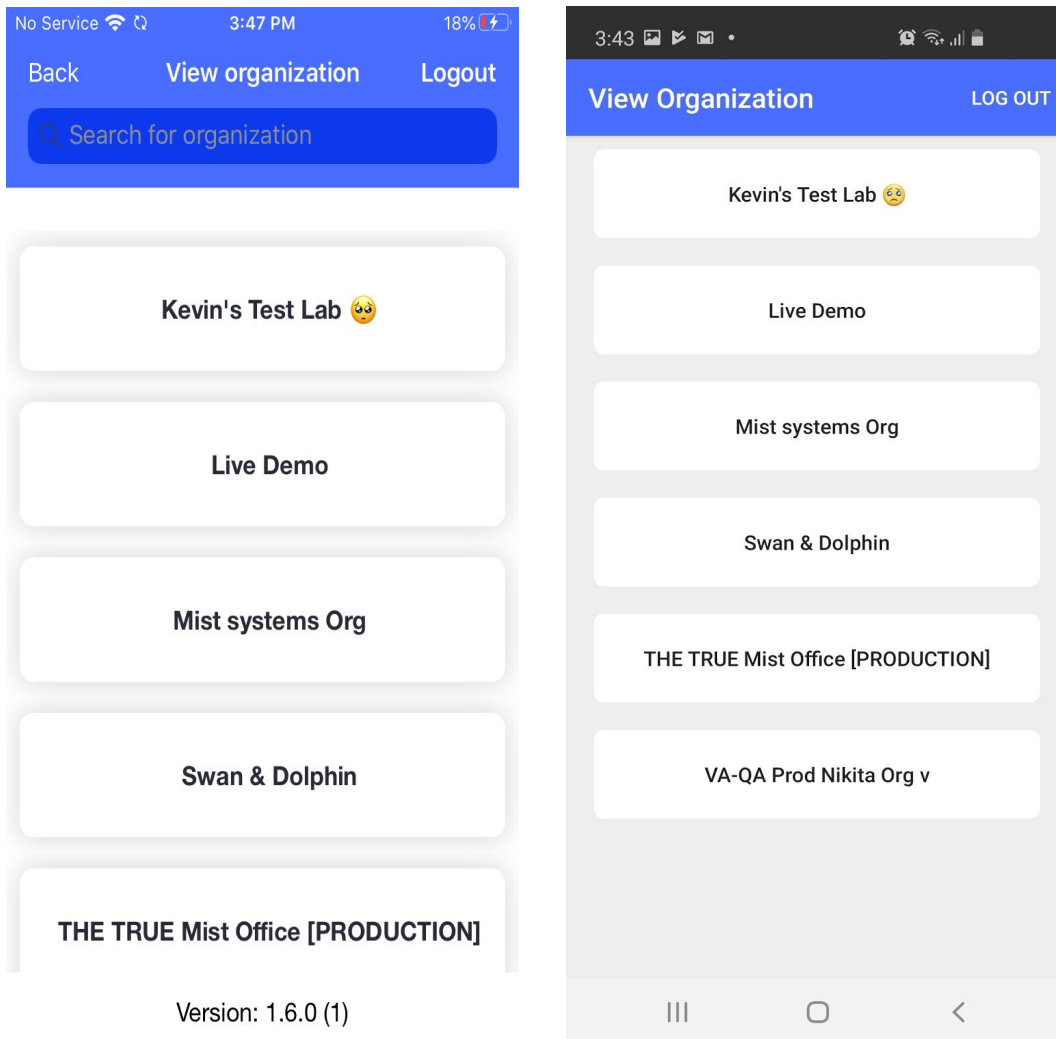 No Service 3:47 PM 18%
Back View organization Logout
Search for organization
Kevin's Test Lab 🥺
Live Demo
Mist systems Org
Swan & Dolphin
THE TRUE Mist Office [PRODUCTION]
Version: 1.6.0 (1)
3:43
View Organization LOG OUT
Kevin's Test Lab 🥺
Live Demo
Mist systems Org
Swan & Dolphin
THE TRUE Mist Office [PRODUCTION]
VA-QA Prod Nikita Org v